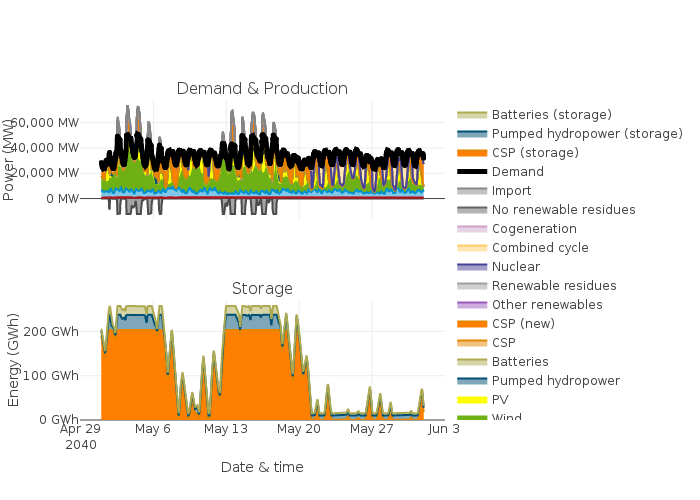 Demand & Production
Power (MW)
60,000 MW
40,000 MW
20,000 MW
0 MW
Storage
Energy (GWh)
200 GWh
100 GWh
0 GWh
Apr 29
2040
May 6
May 13
May 20
May 27
Jun 3
Date & time
Batteries (storage)
Pumped hydropower (storage)
CSP (storage)
Demand
Import
No renewable residues
Cogeneration
Combined cycle
Nuclear
Renewable residues
Other renewables
CSP (new)
CSP
Batteries
Pumped hydropower
PV
Wind